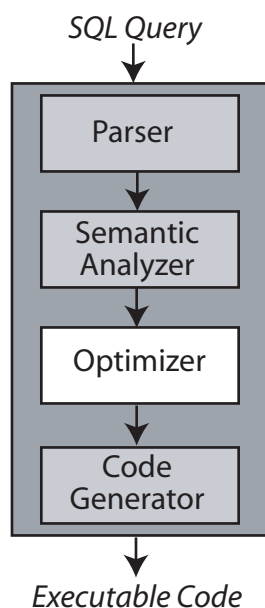 SQL Query
Parser
Semantic
Analyzer
Optimizer
Code
Generator
Executable Code